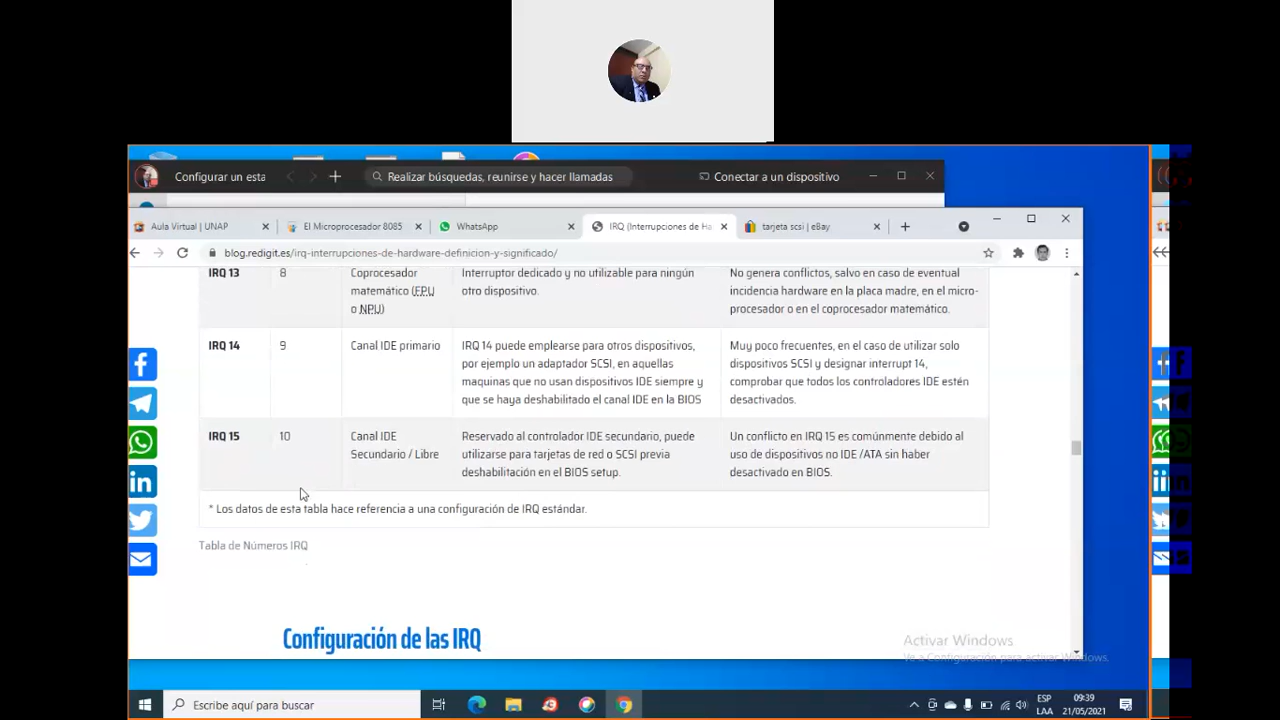 Configurar un esta
Realizar búsquedas, reunirse y hacer llamadas
Conectar a un dispositivo
Aula Virtual | UNAP
El Microprocesador 8085
WhatsApp
IRQ (Interrupciones de Ha
tarjeta scsi | eBay
blog.redigit.es/irq-interrupciones-de-hardware-definicion-y-significado/
IRQ 13
8
Coprocesador
matemático (FPU
o NPU)
Interruptor dedicado y no utilizable para ningún
otro dispositivo.
No genera conflictos, salvo en caso de eventual
incidencia hardware en la placa madre, en el micro-
procesador o en el coprocesador matemático.
IRQ 14
9
Canal IDE primario
IRQ 14 puede emplearse para otros dispositivos,
por ejemplo un adaptador SCSI, en aquellas
maquinas que no usan dispositivos IDE siempre y
que se haya deshabilitado el canal IDE en la BIOS
Muy poco frecuentes, en el caso de utilizar solo
dispositivos SCSI y designar interrupt 14,
comprobar que todos los controladores IDE estén
desactivados.
IRQ 15
10
Canal IDE
Secundario / Libre
Reservado al controlador IDE secundario, puede
utilizarse para tarjetas de red o SCSI previa
deshabilitación en el BIOS setup.
Un conflicto en IRQ 15 es comúnmente debido al
uso de dispositivos no IDE /ATA sin haber
desactivado en BIOS.
* Los datos de esta tabla hace referencia a una configuración de IRQ estándar.
Tabla de Números IRQ
Configuración de las IRQ
Activar Windows
Ve a Configuración para activar Windows.
Escribe aquí para buscar
ESP
LAA
09:39
21/05/2021